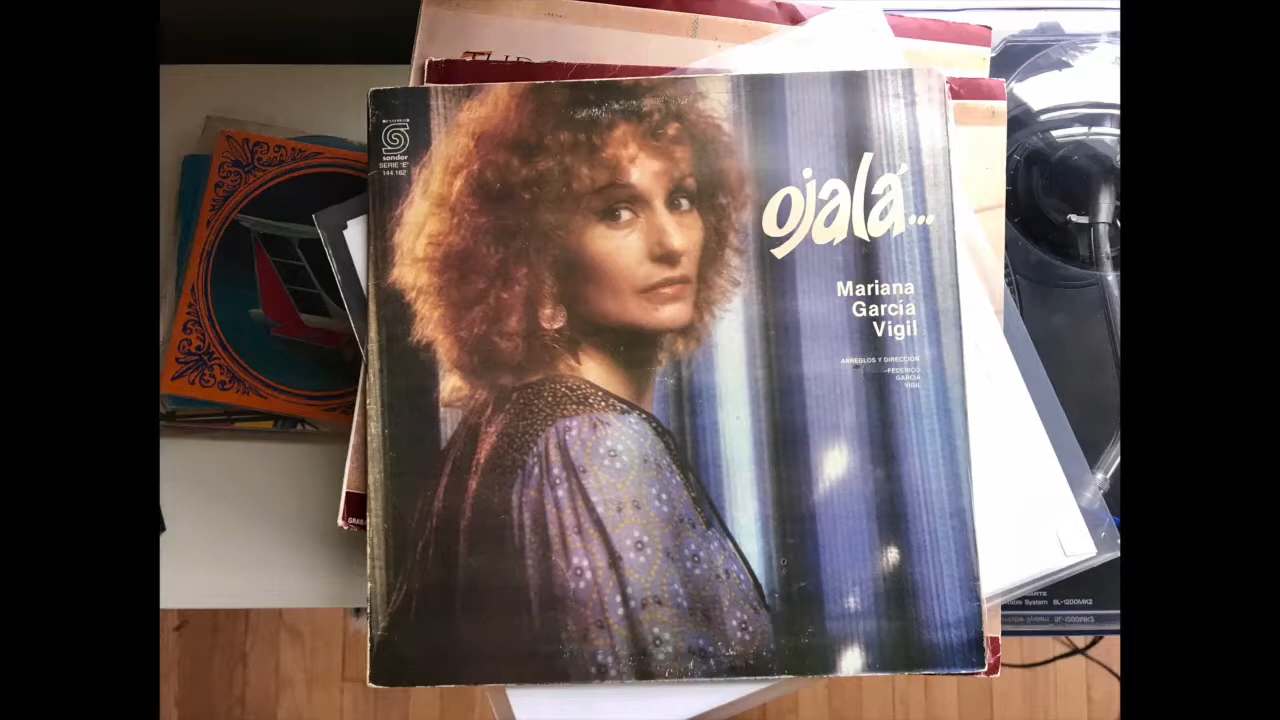 sondor
SERIE "E"
144.162
ojalá...
Mariana
García
Vigil
ARREGLOS Y DIRECCION
FEDERICO
GARCIA
VIGIL
SL-1200MK2